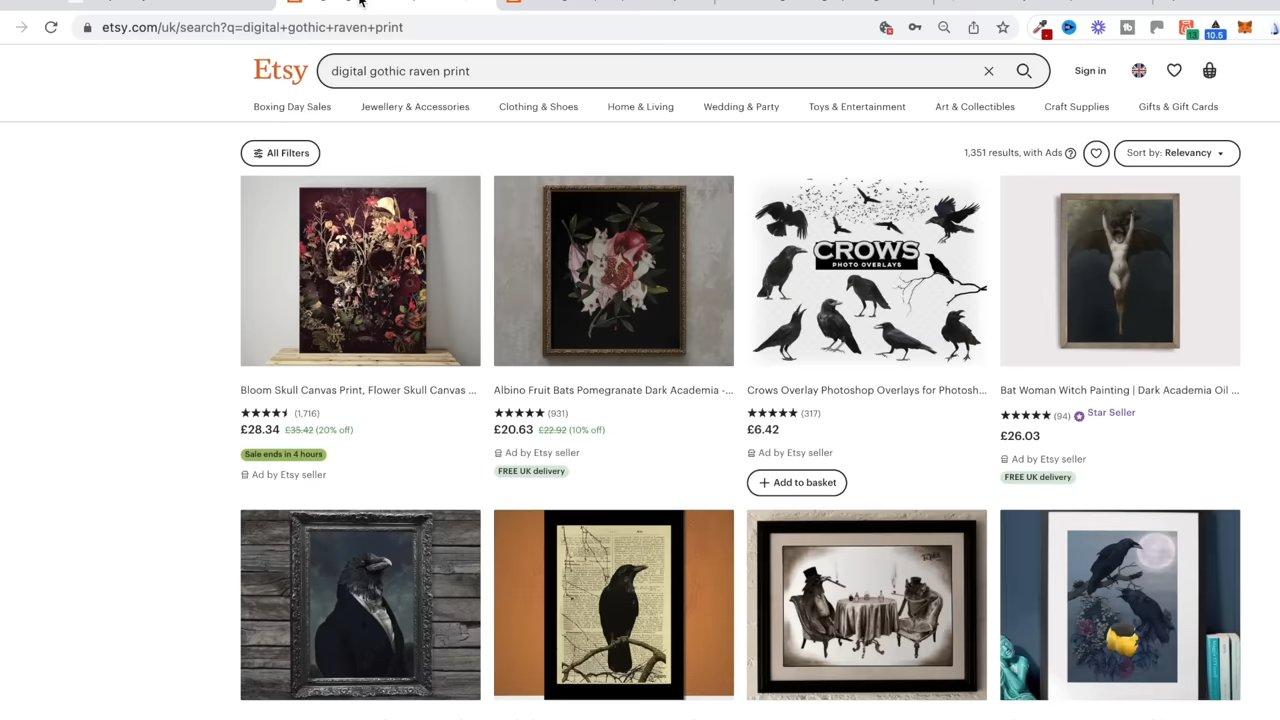 etsy.com/uk/search?q=digital+gothic+raven+print
13
10.5
Etsy
digital gothic raven print
Sign in
Boxing Day Sales
Jewellery & Accessories
Clothing & Shoes
Home & Living
Wedding & Party
Toys & Entertainment
Art & Collectibles
Craft Supplies
Gifts & Gift Cards
All Filters
1,351 results, with Ads
Sort by: Relevancy
CROWS
PHOTO OVERLAYS
Bloom Skull Canvas Print, Flower Skull Canvas ...
(1,716)
£28.34 £35.42 (20% off)
Sale ends in 4 hours
Ad by Etsy seller
Albino Fruit Bats Pomegranate Dark Academia -...
(931)
£20.63 £22.92 (10% off)
Ad by Etsy seller
FREE UK delivery
Crows Overlay Photoshop Overlays for Photosh...
(317)
£6.42
Ad by Etsy seller
+ Add to basket
Bat Woman Witch Painting | Dark Academia Oil ...
(94) Star Seller
£26.03
Ad by Etsy seller
FREE UK delivery